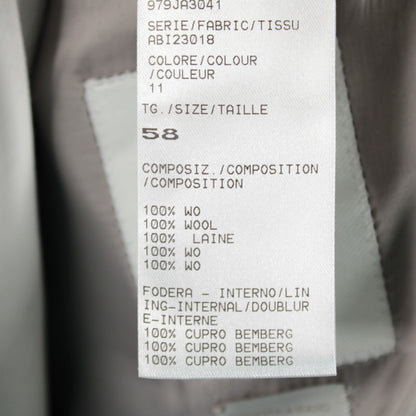 979JA3041
SERIE/FABRIC/TISSU
ABI23018
COLORE/COLOUR
/COULEUR
11
TG./SIZE/TAILLE
58
COMPOSIZ./COMPOSITION
/COMPOSITION
100% WO
100% WOOL
100% LAINE
100% WO
100% WO
FODERA - INTERNO/LIN
ING-INTERNAL/DOUBLUR
E-INTERNE
100% CUPRO BEMBERG
100% CUPRO BEMBERG
100% CUPRO BEMBERG